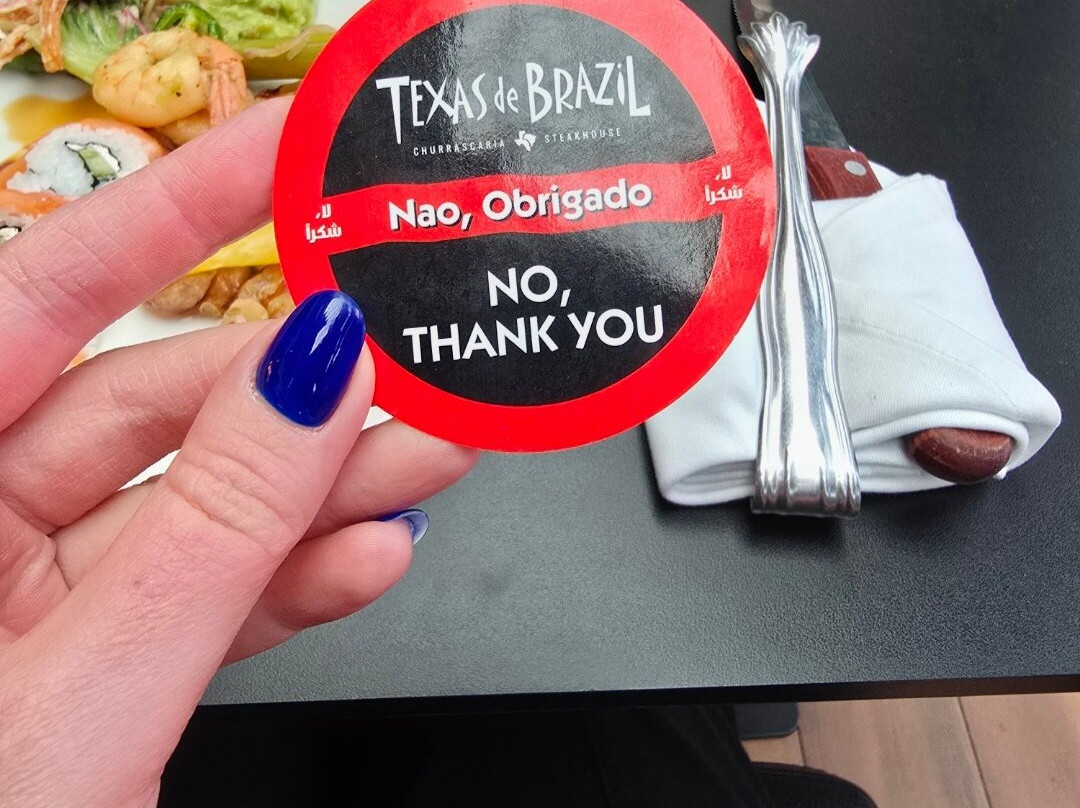 TEXAS de BRAZIL
CHURRASCARIA STEAKHOUSE
لا،
شكراً
Nao, Obrigado
لا،
شكراً
NO,
THANK YOU